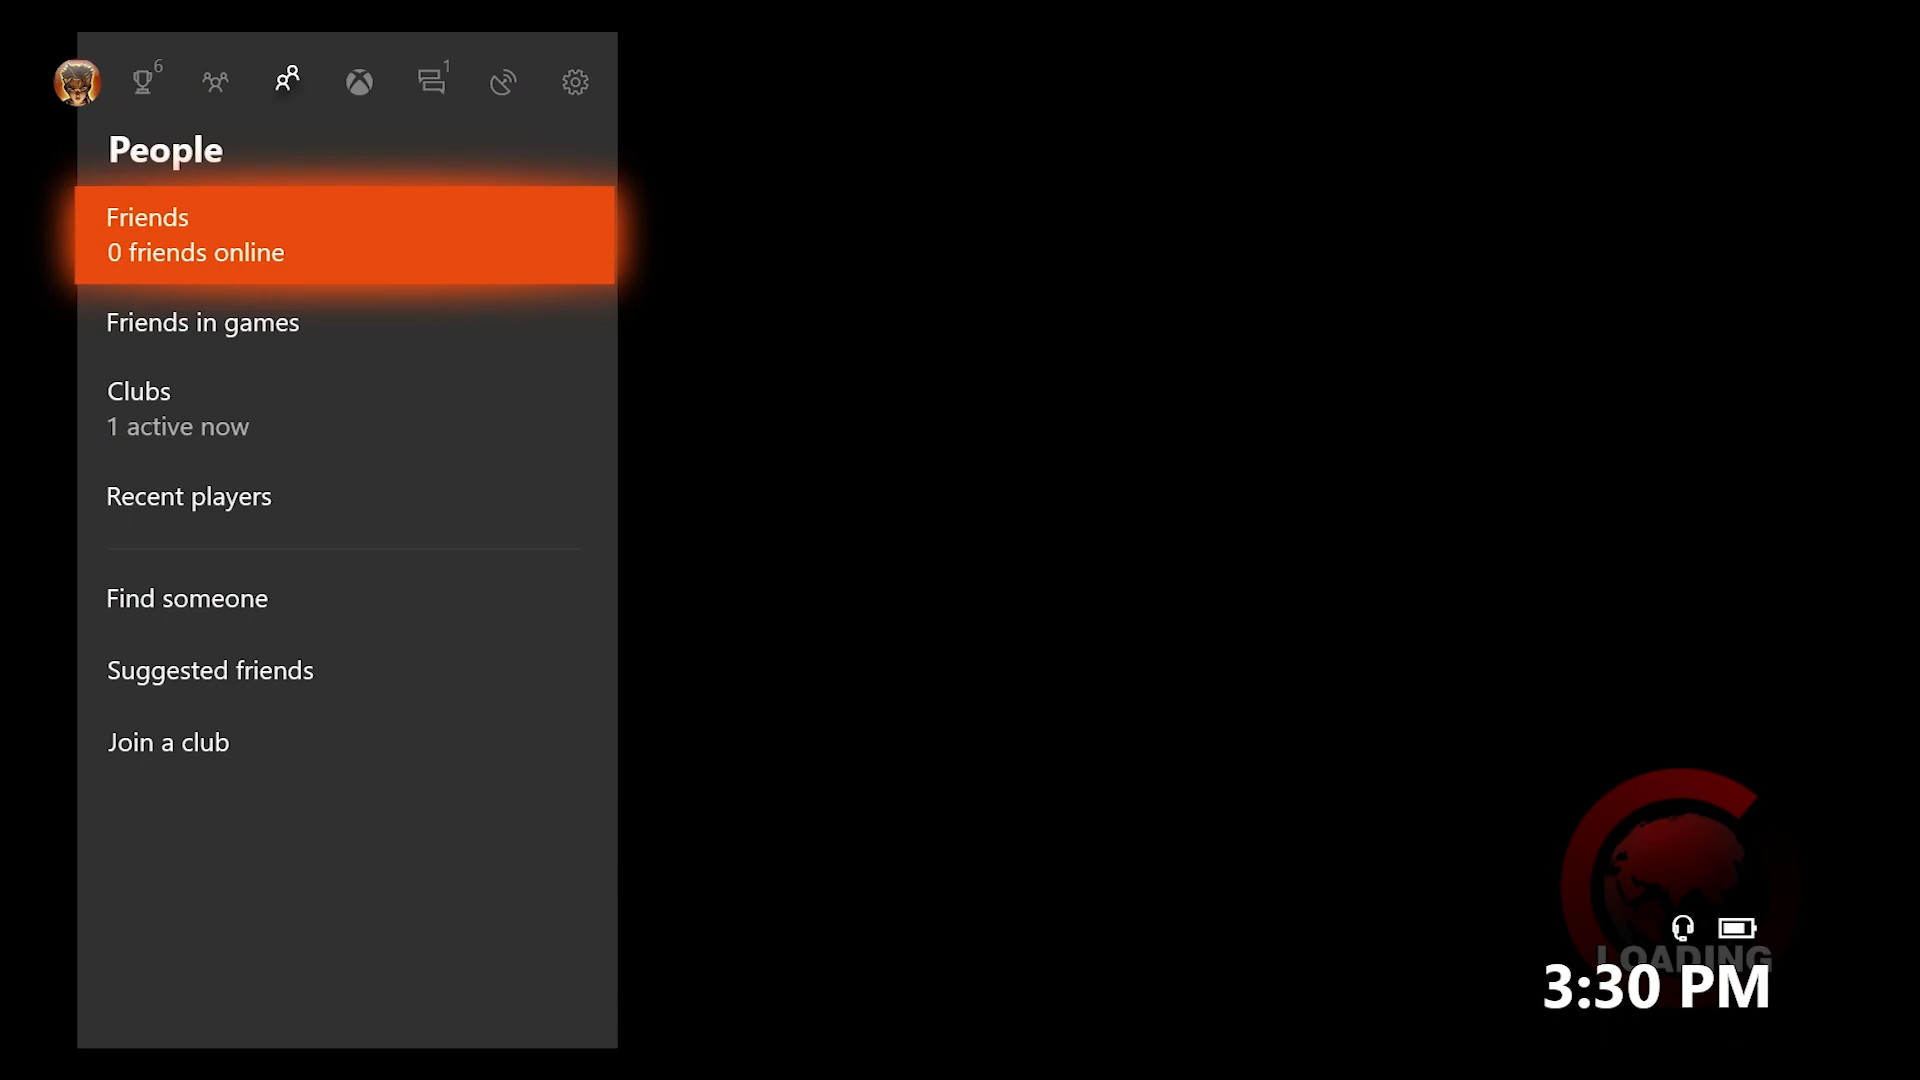 6
1
People
Friends
0 friends online
Friends in games
Clubs
1 active now
Recent players
Find someone
Suggested friends
Join a club
LOADING
3:30 PM